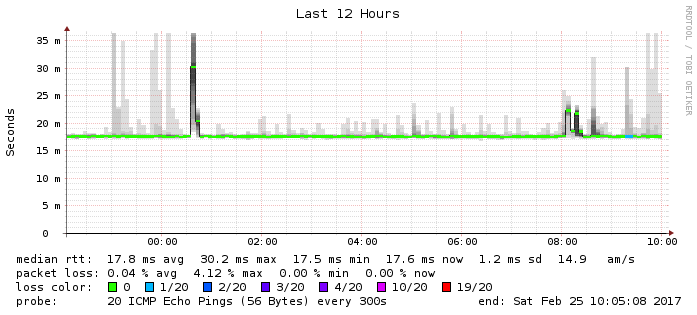 Last 12 Hours
RRDTOOL / TOBI OETIKER
Seconds
35 m
30 m
25 m
20 m
15 m
10 m
5 m
0
00:00 02:00 04:00 06:00 08:00 10:00
median rtt: 17.8 ms avg 30.2 ms max 17.5 ms min 17.6 ms now 1.2 ms sd 14.9 am/s
packet loss: 0.04 % avg 4.12 % max 0.00 % min 0.00 % now
loss color: 0 1/20 2/20 3/20 4/20 10/20 19/20
probe: 20 ICMP Echo Pings (56 Bytes) every 300s end: Sat Feb 25 10:05:08 2017